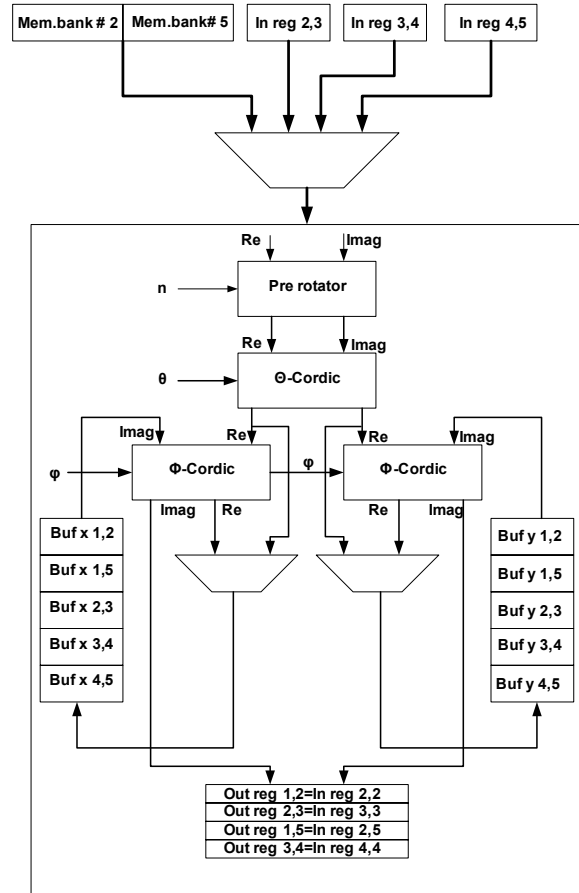 Mem.bank # 2 Mem.bank# 5 In reg 2,3 In reg 3,4 In reg 4,5
Re Imag
n Pre rotator
Re Imag
θ Θ-Cordic
Imag Re Re Imag
φ Φ-Cordic φ Φ-Cordic
Imag Re Re Imag
Buf x 1,2 Buf y 1,2
Buf x 1,5 Buf y 1,5
Buf x 2,3 Buf y 2,3
Buf x 3,4 Buf y 3,4
Buf x 4,5 Buf y 4,5
Out reg 1,2=In reg 2,2
Out reg 2,3=In reg 3,3
Out reg 1,5=In reg 2,5
Out reg 3,4=In reg 4,4